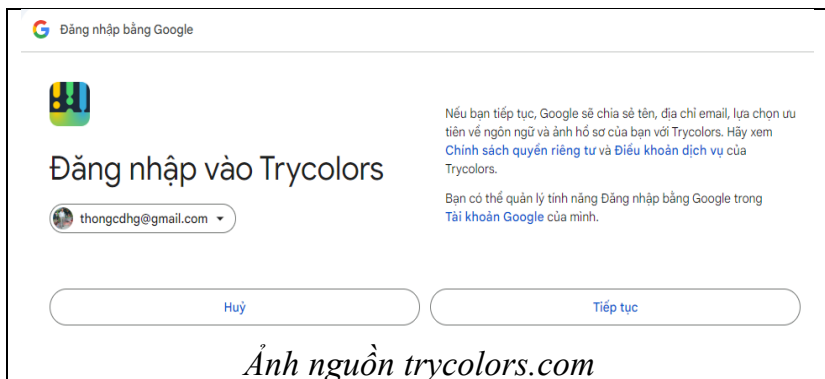 Đăng nhập bằng Google
Đăng nhập vào Trycolors
thongcdhg@gmail.com
Nếu bạn tiếp tục, Google sẽ chia sẻ tên, địa chỉ email, lựa chọn ưu
tiên về ngôn ngữ và ảnh hồ sơ của bạn với Trycolors. Hãy xem
Chính sách quyền riêng tư và Điều khoản dịch vụ của
Trycolors.
Bạn có thể quản lý tính năng Đăng nhập bằng Google trong
Tài khoản Google của mình.
Huỷ
Tiếp tục
Ảnh nguồn trycolors.com